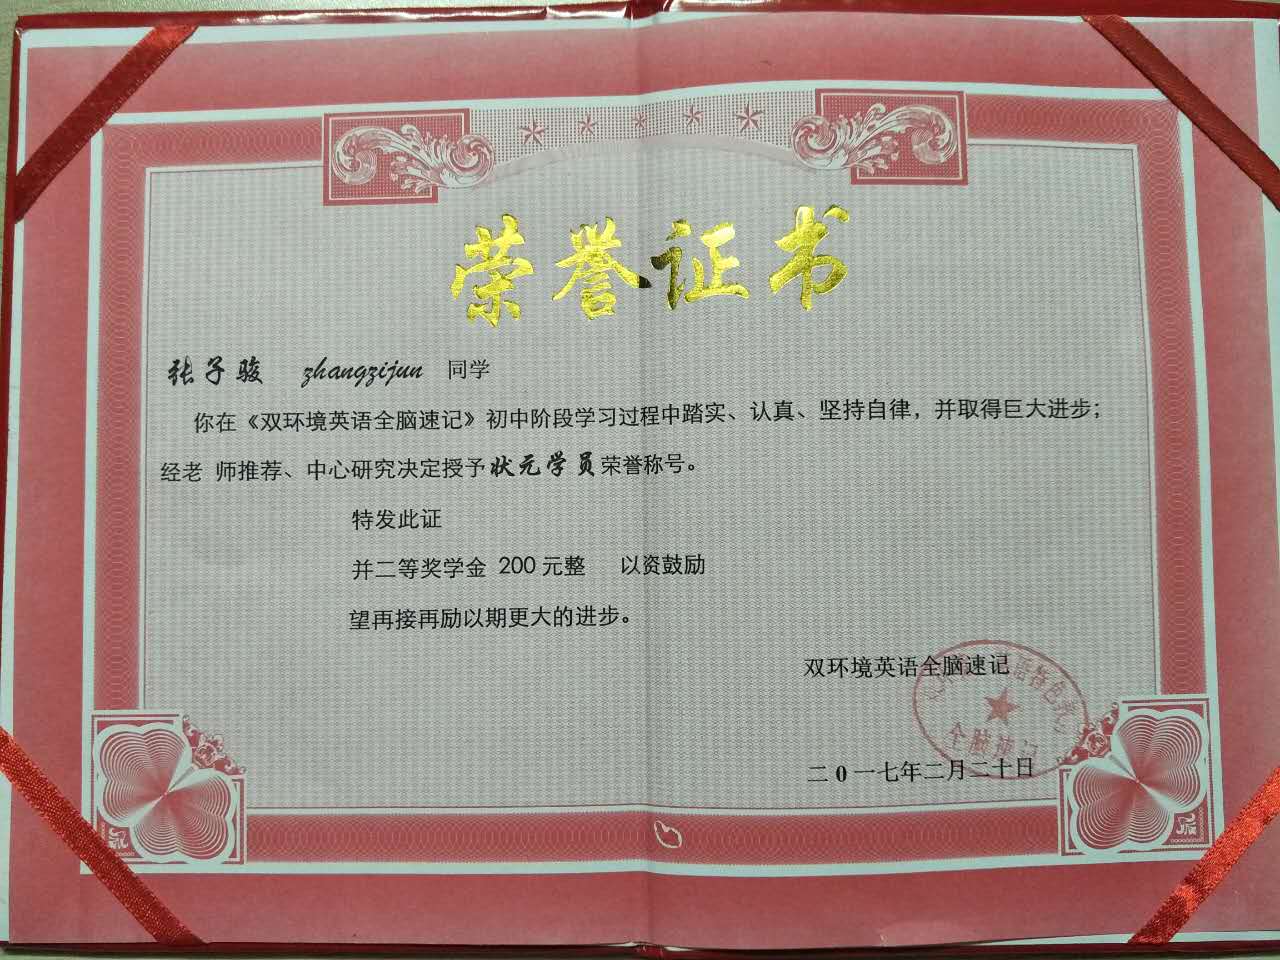 荣誉证书
张子骏 zhangzijun 同学
你在《双环境英语全脑速记》初中阶段学习过程中踏实、认真、坚持自律，并取得巨大进步；
经老 师推荐、中心研究决定授予状元学员荣誉称号。
特发此证
并二等奖学金 200 元整 以资鼓励
望再接再励以期更大的进步。
双环境英语全脑速记
英语特色
全脑速记
二0一七年二月二十日